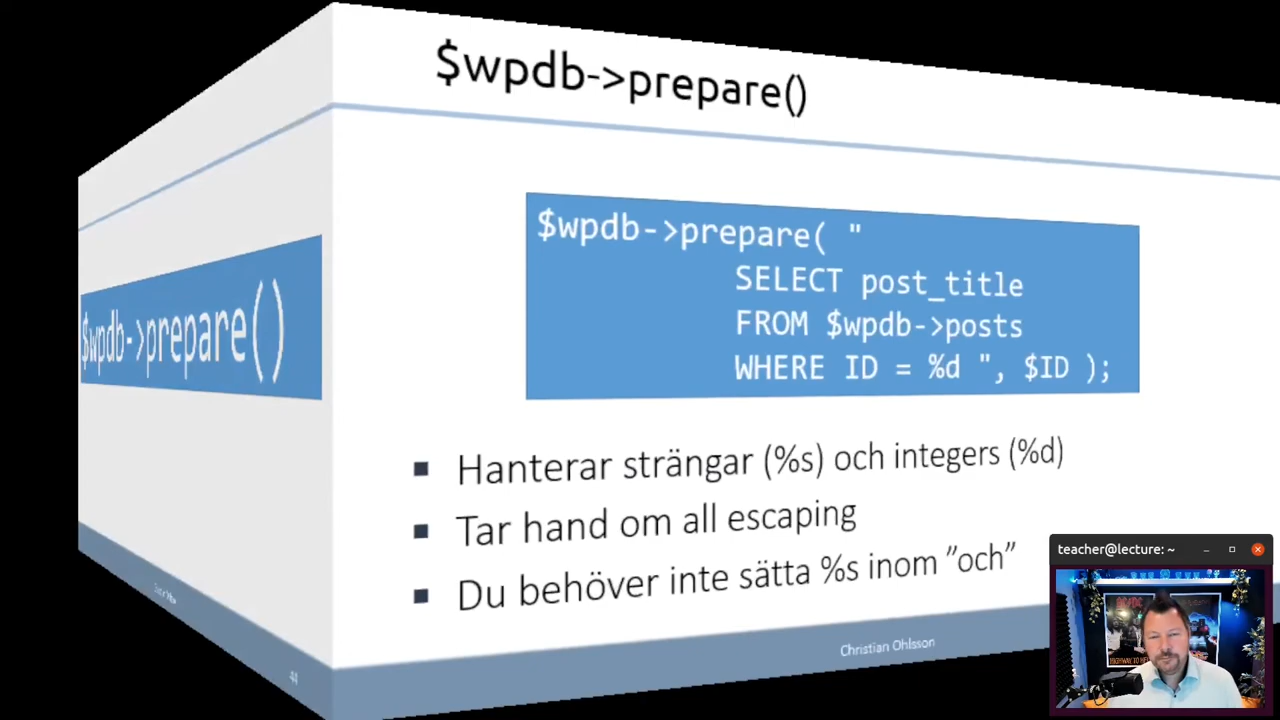 $wpdb->prepare()
$wpdb->prepare( "
SELECT post_title
FROM $wpdb->posts
WHERE ID = %d ", $ID );
Hanterar strängar (%s) och integers (%d)
Tar hand om all escaping
Du behöver inte sätta %s inom ”och”
Christian Ohlsson
$wpdb->prepare()
44
teacher@lecture: ~